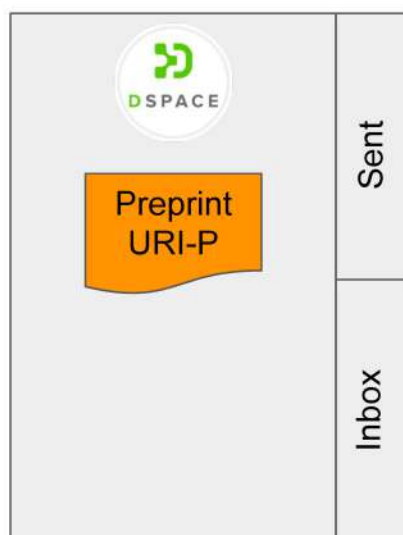 DSPACE
Preprint
URI-P
Sent
Inbox